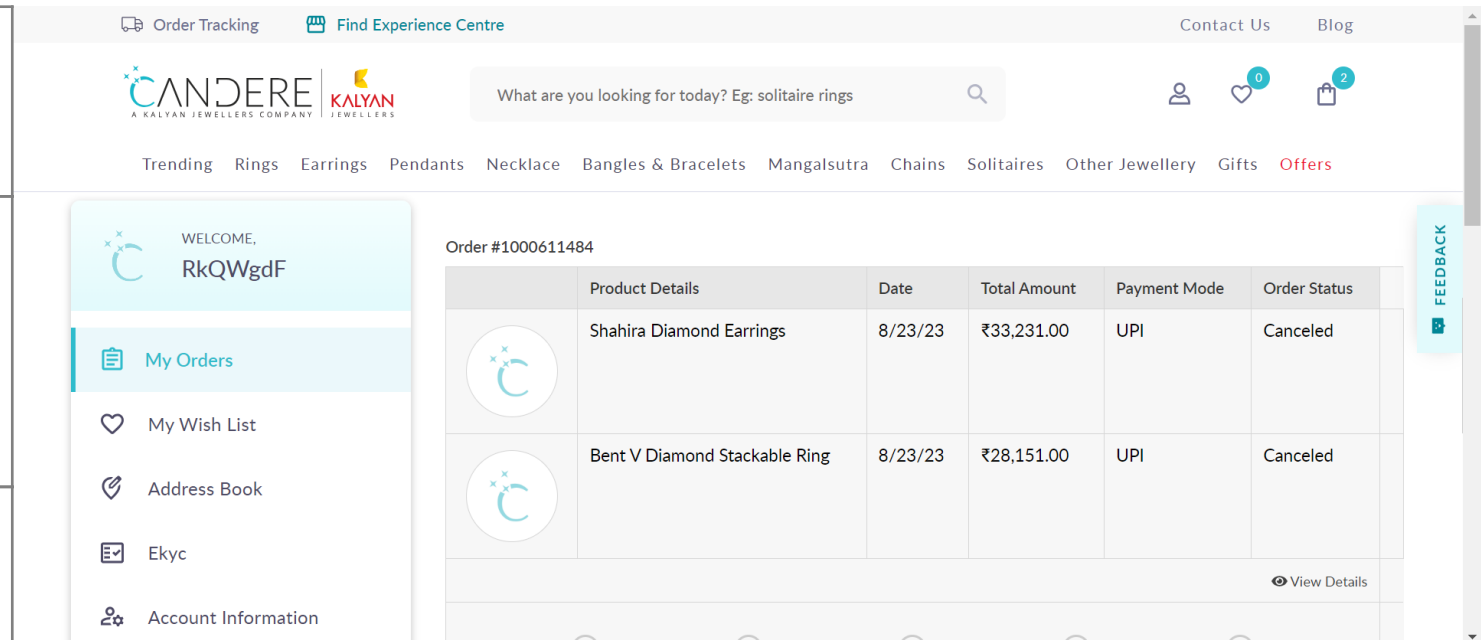 Order Tracking Find Experience Centre Contact Us Blog
CANDERE KALYAN
A KALYAN JEWELLERS COMPANY JEWELLERS
What are you looking for today? Eg: solitaire rings
0 2
Trending Rings Earrings Pendants Necklace Bangles & Bracelets Mangalsutra Chains Solitaires Other Jewellery Gifts Offers
WELCOME,
RkQWgdF
My Orders
My Wish List
Address Book
Ekyc
Account Information
Order #1000611484
Product Details Date Total Amount Payment Mode Order Status
Shahira Diamond Earrings 8/23/23 ₹33,231.00 UPI Canceled
Bent V Diamond Stackable Ring 8/23/23 ₹28,151.00 UPI Canceled
View Details
FEEDBACK